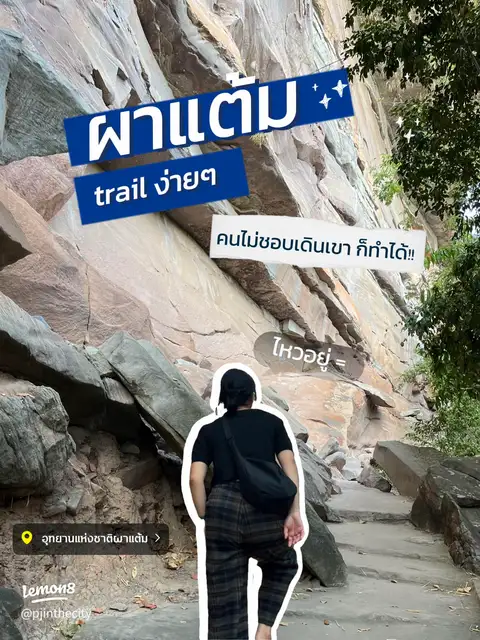 ผาแต้ม
trail ง่ายๆ
คนไม่ชอบเดินเขา ก็ทำได้!!
ไหวอยู่ =
อุทยานแห่งชาติผาแต้ม >
lemon8
@pjinthecity